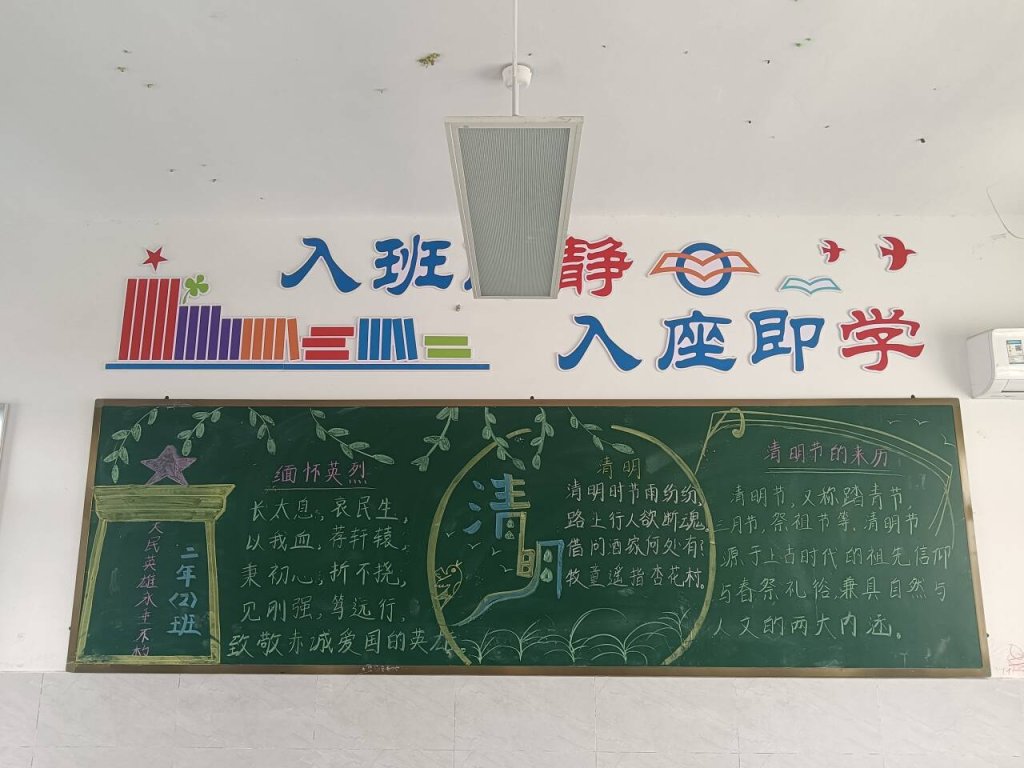 入班 静
入座即学
缅怀英烈
长太息，哀民生，
以我血，荐轩辕，
秉初心，折不挠，
见刚强，笃远行，
致敬赤诚爱国的英雄。
人民英雄永垂不朽
二年（2）班
清明
清明
清明时节雨纷纷，
路上行人欲断魂。
借问酒家何处有？
牧童遥指杏花村。
清明节的来历
清明节，又称踏青节，
三月节，祭祖节等，清明节
源于上古时代的祖先信仰
与春祭礼俗，兼具自然与
人文的两大内涵。